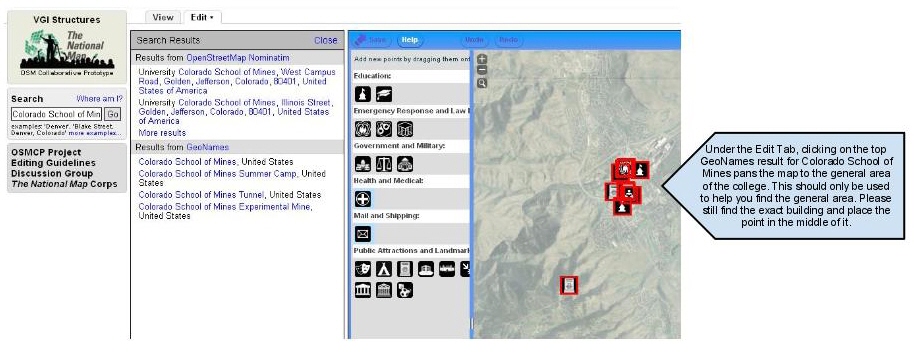 VGI Structures
The
National
Map
OSM Collaborative Prototype
Search
Where am I?
Colorado School of Min
Go
examples: 'Denver', 'Blake Street,
Denver, Colorado' more examples...
OSMCP Project
Editing Guidelines
Discussion Group
The National Map Corps
View
Edit
Search Results
Close
Results from OpenStreetMap Nominatim
University Colorado School of Mines, West Campus
Road, Golden, Jefferson, Colorado, 80401, United
States of America
University Colorado School of Mines, Illinois Street,
Golden, Jefferson, Colorado, 80401, United States
of America
More results
Results from GeoNames
Colorado School of Mines, United States
Colorado School of Mines Summer Camp, United States
Colorado School of Mines Tunnel, United States
Colorado School of Mines Experimental Mine,
United States
Save
Help
Undo
Redo
Add new points by dragging them ont
Education:
Emergency Response and Law
Government and Military:
Health and Medical:
Mail and Shipping:
Public Attractions and Landmark
Under the Edit Tab, clicking on the top
GeoNames result for Colorado School of
Mines pans the map to the general area
of the college. This should only be used
to help you find the general area. Please
still find the exact building and place the
point in the middle of it.